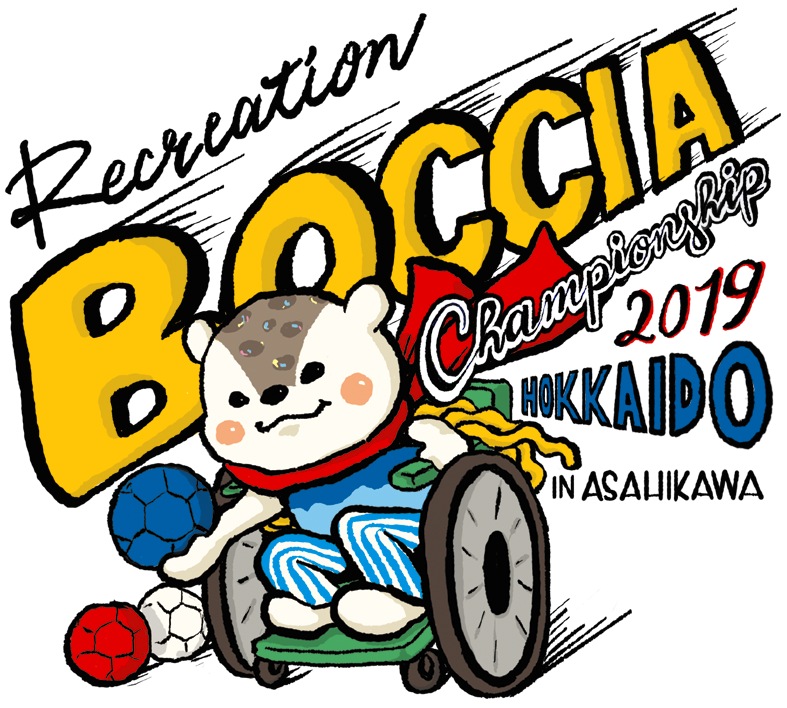 Recreation
BOCCIA
Championship
2019
HOKKAIDO
IN ASAHIKAWA